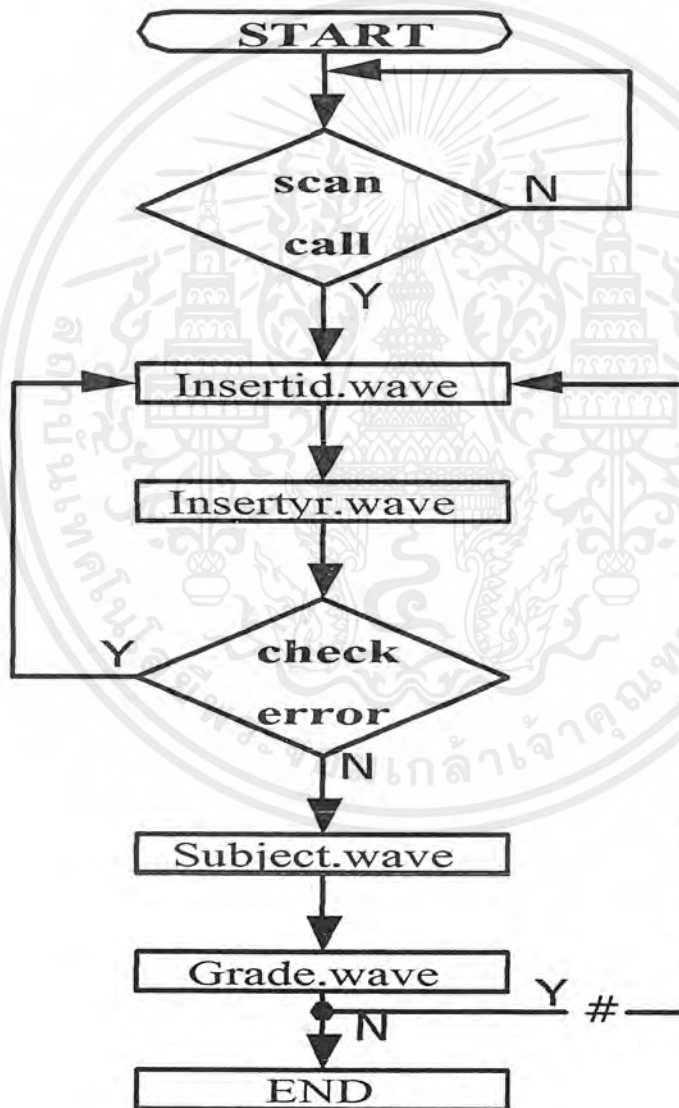 START
scan
call
N
Y
Insertid.wave
Insertyr.wave
Y
check
error
N
Subject.wave
Grade.wave
Y #
N
END